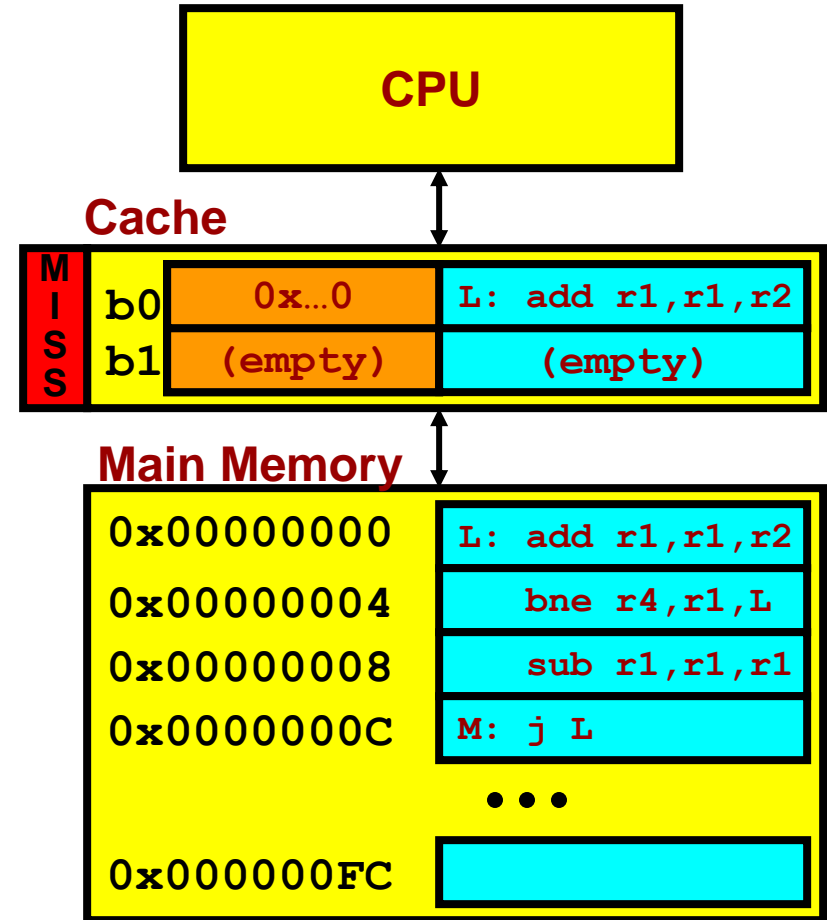 CPU
Cache
MISS
b0 0x…0 L: add r1,r1,r2
b1 (empty) (empty)
Main Memory
0x00000000 L: add r1,r1,r2
0x00000004 bne r4,r1,L
0x00000008 sub r1,r1,r1
0x0000000C M: j L
•••
0x000000FC